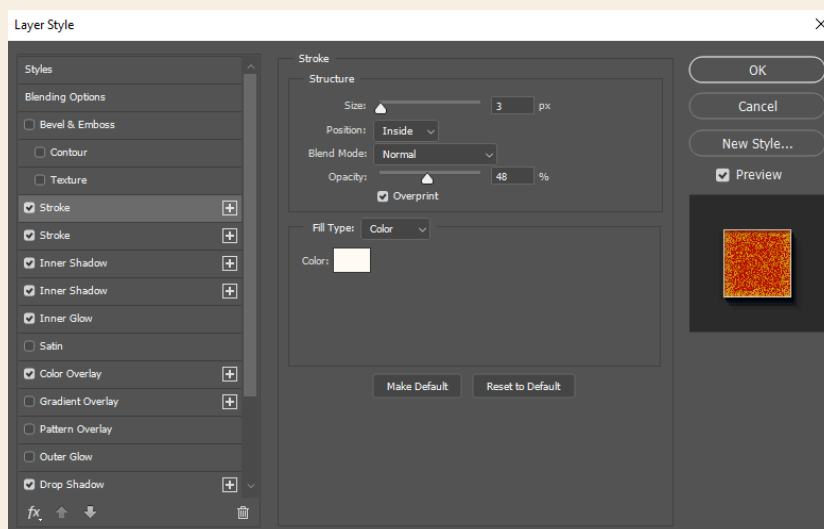 Layer Style
Styles
Blending Options
Bevel & Emboss
Contour
Texture
Stroke
Stroke
Inner Shadow
Inner Shadow
Inner Glow
Satin
Color Overlay
Gradient Overlay
Pattern Overlay
Outer Glow
Drop Shadow
fx
Stroke
Structure
Size: 3 px
Position: Inside
Blend Mode: Normal
Opacity: 48 %
Overprint
Fill Type: Color
Color:
Make Default Reset to Default
OK
Cancel
New Style...
Preview